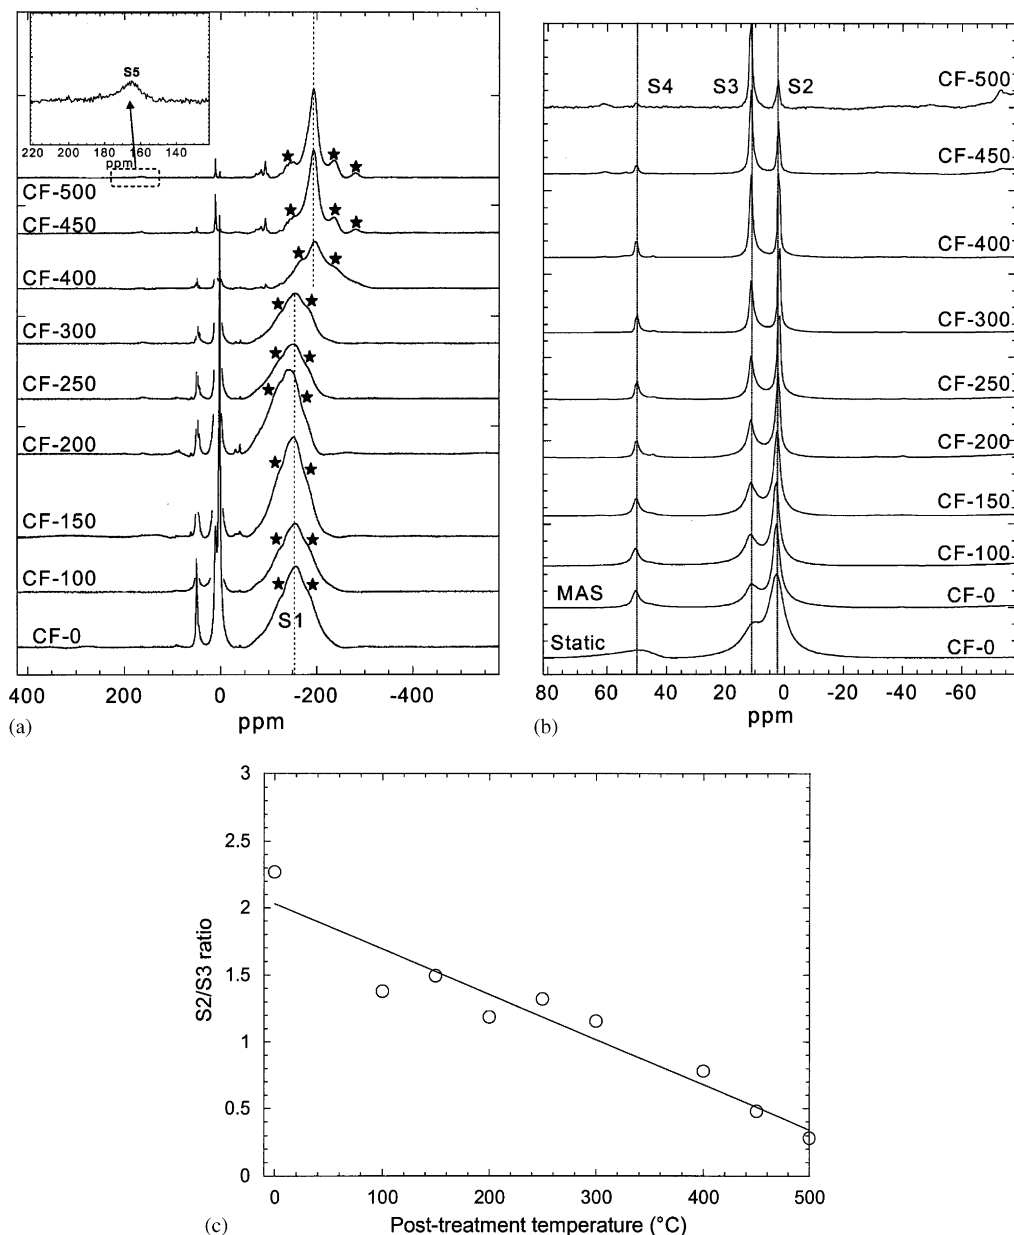 S5
220 200 180 160 140 120
ppm
CF-500
CF-450
CF-400
CF-300
CF-250
CF-200
CF-150
CF-100
CF-0
S1
400 200 0 -200 -400
ppm
(a)
S4 S3 S2
CF-500
CF-450
CF-400
CF-300
CF-250
CF-200
CF-150
CF-100
MAS CF-0
Static CF-0
80 60 40 20 0 -20 -40 -60
ppm
(b)
3
2.5
2
1.5
1
0.5
0
S2/S3 ratio
0 100 200 300 400 500
Post-treatment temperature (°C)
(c)